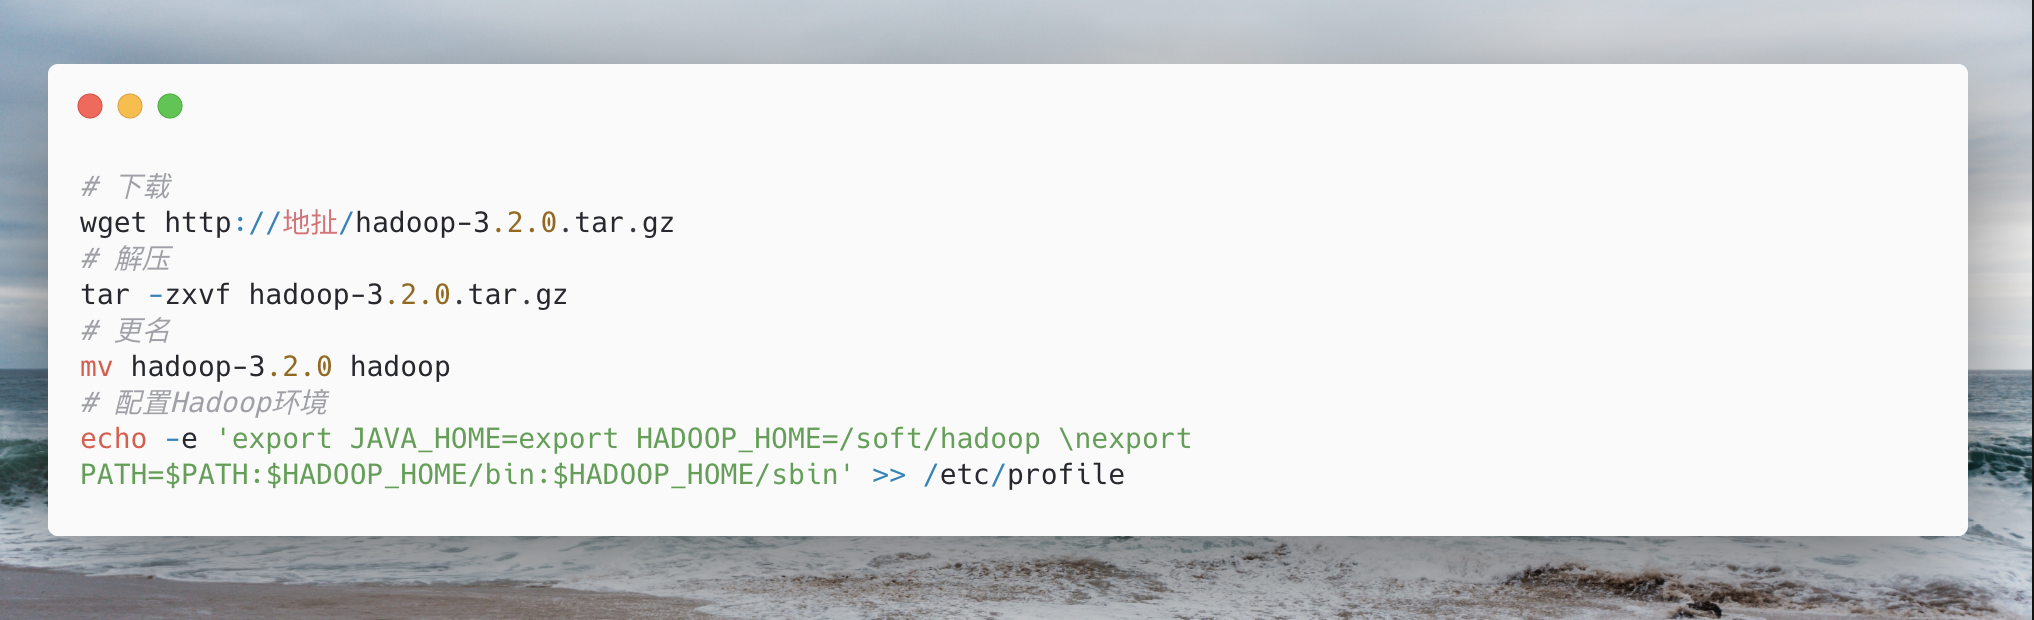 # 下载
wget http://地扯/hadoop-3.2.0.tar.gz
# 解压
tar -zxvf hadoop-3.2.0.tar.gz
# 更名
mv hadoop-3.2.0 hadoop
# 配置Hadoop环境
echo -e 'export JAVA_HOME=export HADOOP_HOME=/soft/hadoop \nexport
PATH=$PATH:$HADOOP_HOME/bin:$HADOOP_HOME/sbin' >> /etc/profile